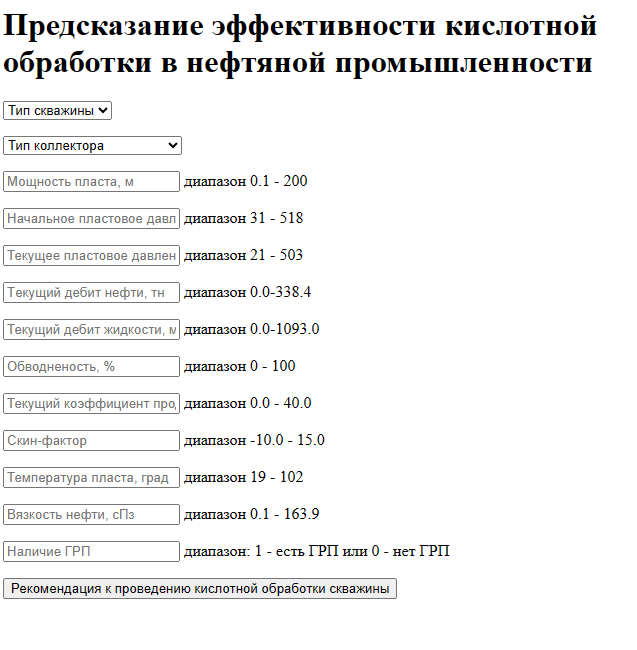 Предсказание эффективности кислотной
обработки в нефтяной промышленности
Тип скважины
Тип коллектора
Мощность пласта, м диапазон 0.1 - 200
Начальное пластовое давл диапазон 31 - 518
Текущее пластовое давлен диапазон 21 - 503
Текущий дебит нефти, тн диапазон 0.0-338.4
Текущий дебит жидкости, м диапазон 0.0-1093.0
Обводненость, % диапазон 0 - 100
Текущий коэффициент прод диапазон 0.0 - 40.0
Скин-фактор диапазон -10.0 - 15.0
Температура пласта, град диапазон 19 - 102
Вязкость нефти, сПз диапазон 0.1 - 163.9
Наличие ГРП диапазон: 1 - есть ГРП или 0 - нет ГРП
Рекомендация к проведению кислотной обработки скважины